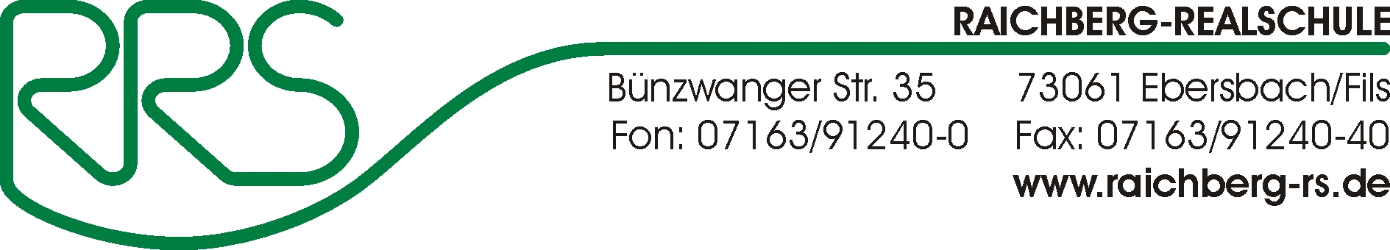 RRS
RAICHBERG-REALSCHULE
Bünzwanger Str. 35 73061 Ebersbach/Fils
Fon: 07163/91240-0 Fax: 07163/91240-40
www.raichberg-rs.de